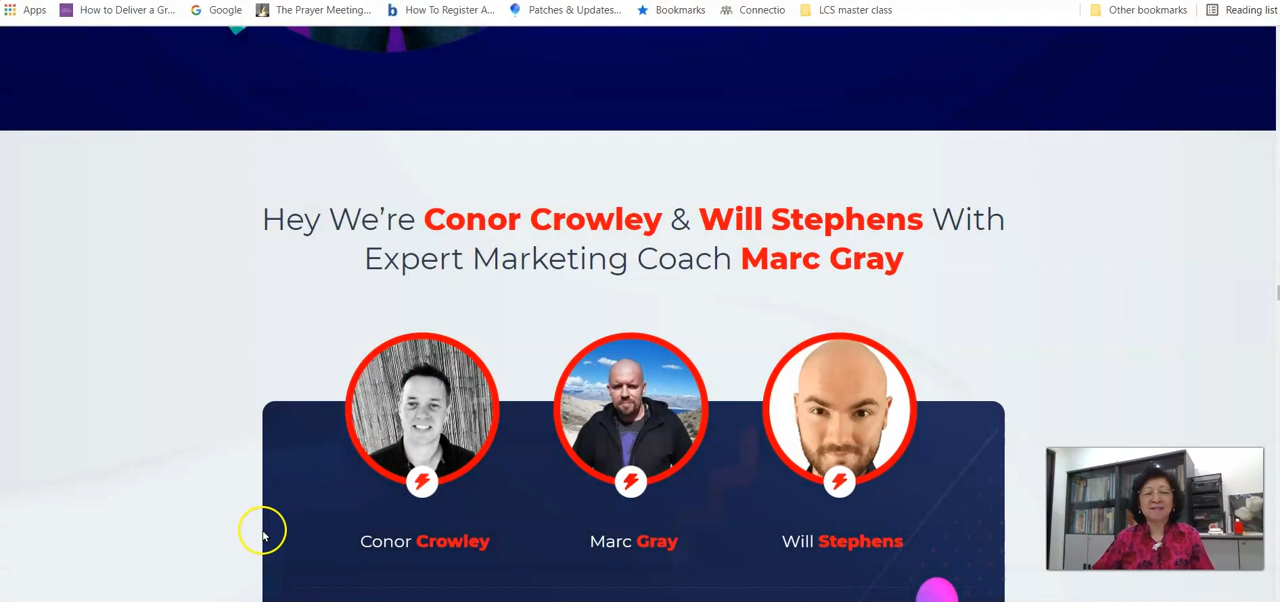 Apps How to Deliver a Gr... Google The Prayer Meeting... How To Register A... Patches & Updates... Bookmarks Connectio LCS master class Other bookmarks Reading list
Hey We’re Conor Crowley & Will Stephens With
Expert Marketing Coach Marc Gray
Conor Crowley Marc Gray Will Stephens